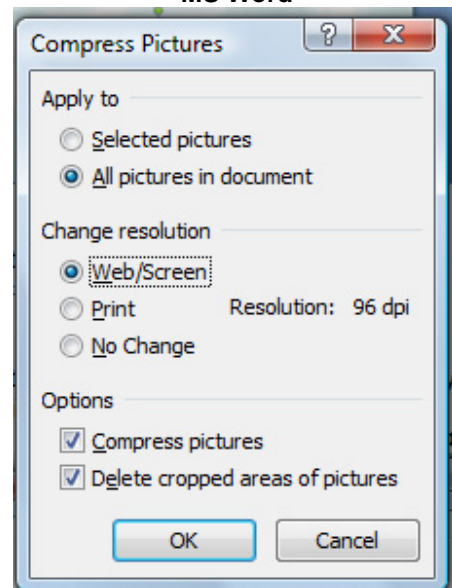 MS Word
Compress Pictures
Apply to
Selected pictures
All pictures in document
Change resolution
Web/Screen
Print Resolution: 96 dpi
No Change
Options
Compress pictures
Delete cropped areas of pictures
OK Cancel